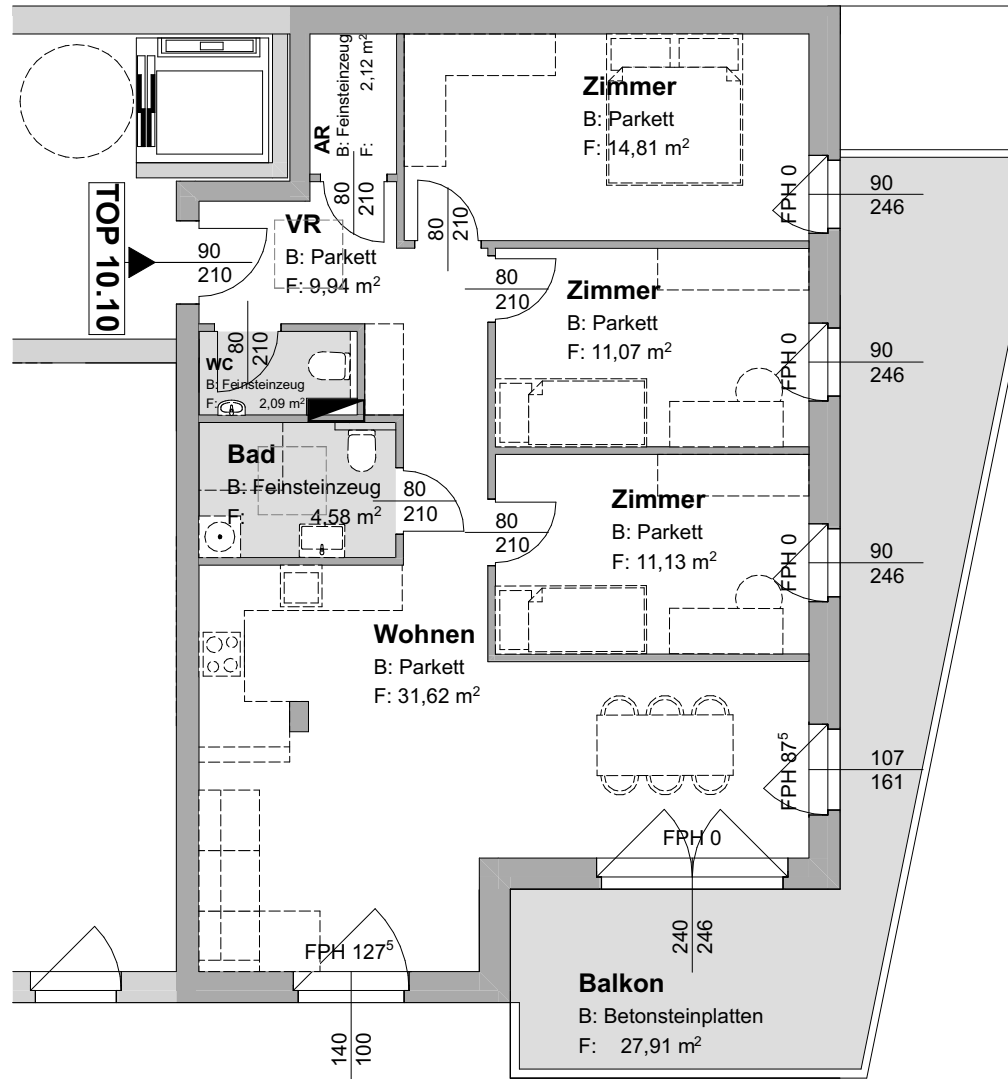 AR
B: Feinsteinzeug
F: 2,12 m²
80
210
Zimmer
B: Parkett
F: 14,81 m²
FPH 0
90
246
TOP 10.10
90
210
VR
B: Parkett
F: 9,94 m²
80
210
80
210
Zimmer
B: Parkett
F: 11,07 m²
FPH 0
90
246
80
210
WC
B: Feinsteinzeug
F: 2,09 m²
Bad
B: Feinsteinzeug
F: 4,58 m²
80
210
80
210
Zimmer
B: Parkett
F: 11,13 m²
FPH 0
90
246
Wohnen
B: Parkett
F: 31,62 m²
FPH 87⁵
107
161
FPH 0
240
246
FPH 127⁵
140
100
Balkon
B: Betonsteinplatten
F: 27,91 m²